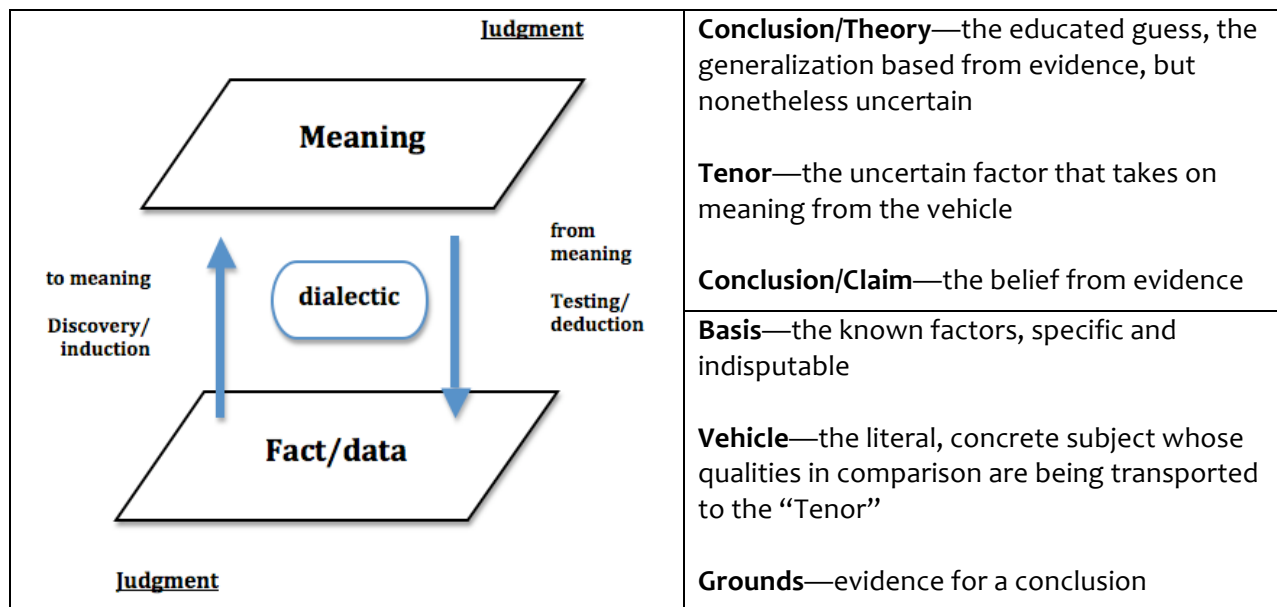 Judgment
Meaning
to meaning
Discovery/
induction
dialectic
from
meaning
Testing/
deduction
Fact/data
Judgment
Conclusion/Theory—the educated guess, the
generalization based from evidence, but
nonetheless uncertain
Tenor—the uncertain factor that takes on
meaning from the vehicle
Conclusion/Claim—the belief from evidence
Basis—the known factors, specific and
indisputable
Vehicle—the literal, concrete subject whose
qualities in comparison are being transported
to the “Tenor”
Grounds—evidence for a conclusion